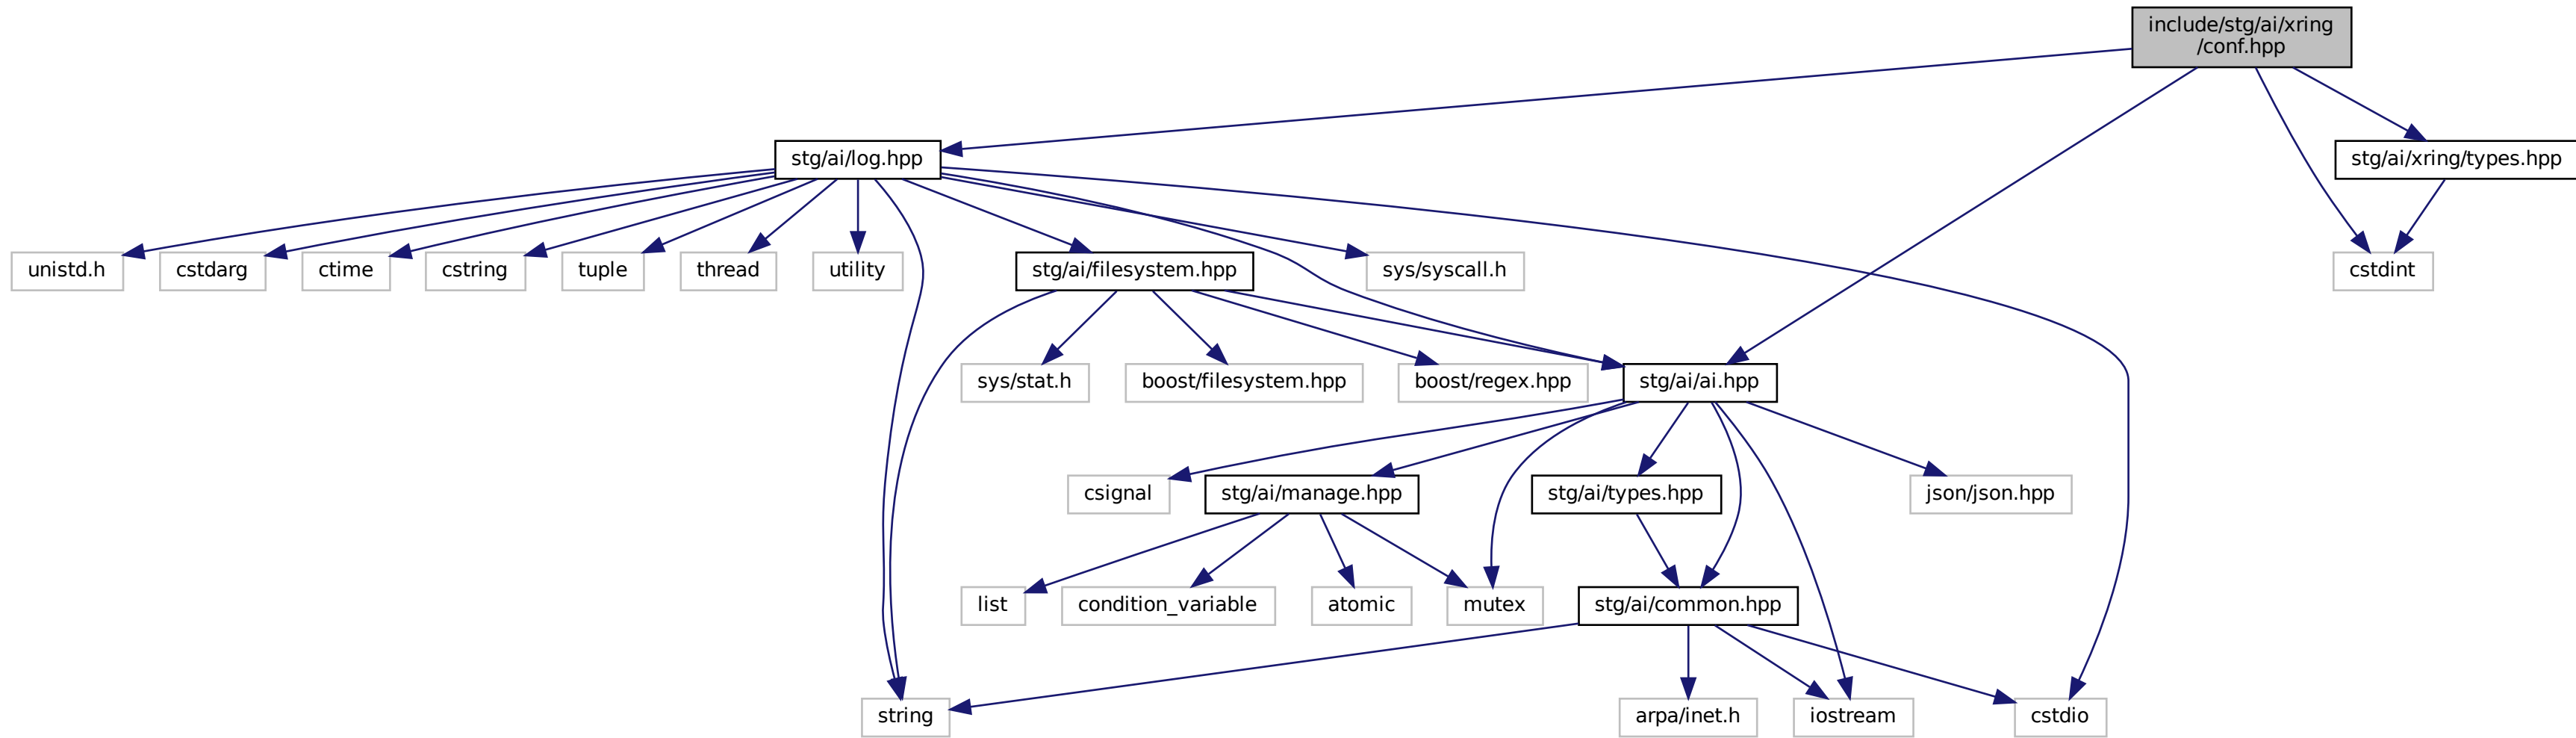 include/stg/ai/xring
/conf.hpp
stg/ai/log.hpp
stg/ai/xring/types.hpp
unistd.h
cstdarg
ctime
cstring
tuple
thread
utility
stg/ai/filesystem.hpp
sys/syscall.h
cstdint
sys/stat.h
boost/filesystem.hpp
boost/regex.hpp
stg/ai/ai.hpp
csignal
stg/ai/manage.hpp
stg/ai/types.hpp
json/json.hpp
list
condition_variable
atomic
mutex
stg/ai/common.hpp
string
arpa/inet.h
iostream
cstdio